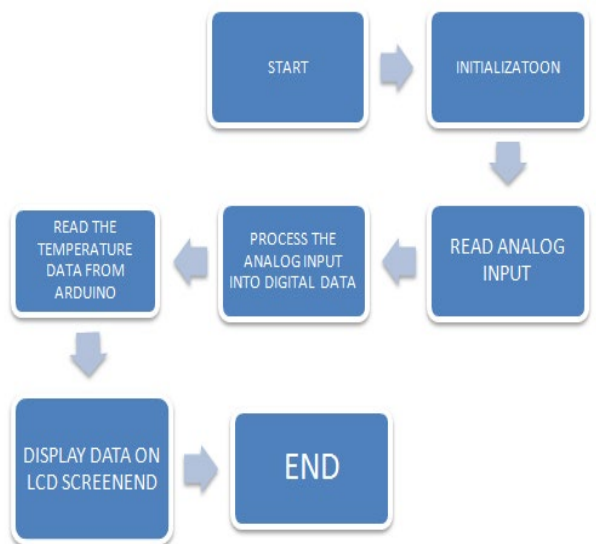 START
INITIALIZATOON
READ ANALOG
INPUT
PROCESS THE
ANALOG INPUT
INTO DIGITAL DATA
READ THE
TEMPERATURE
DATA FROM
ARDUINO
DISPLAY DATA ON
LCD SCREENEND
END